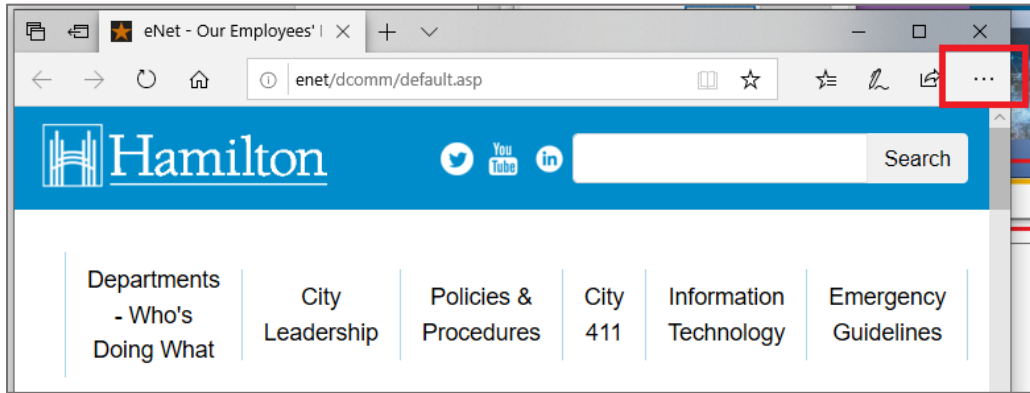 eNet - Our Employees'
enet/dcomm/default.asp
Hamilton
You
Tube
in
Search
Departments
- Who's
Doing What
City
Leadership
Policies &
Procedures
City
411
Information
Technology
Emergency
Guidelines